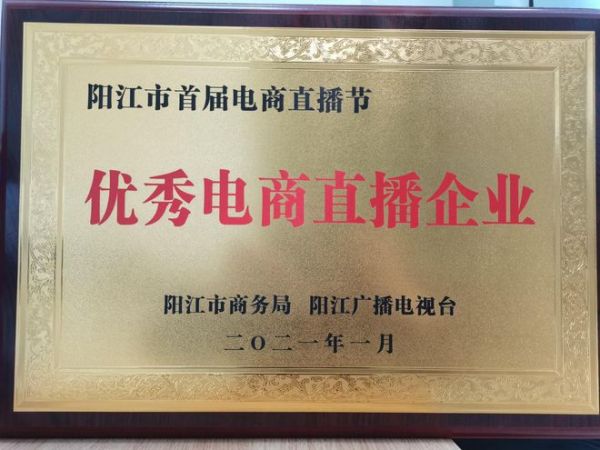 阳江市首届电商直播节
优秀电商直播企业
阳江市商务局 阳江广播电视台
二〇二一年一月